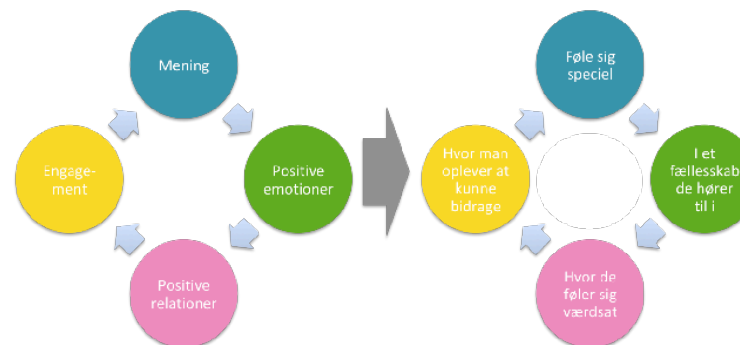 Mening
Positive
emotioner
Positive
relationer
Engage-
ment
Føle sig
speciel
I et
fællesskab
de hører
til i
Hvor de
føler sig
værdsat
Hvor man
oplever at
kunne
bidrage